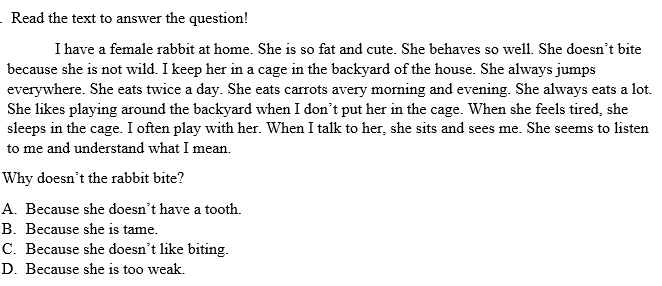 . Read the text to answer the question!
I have a female rabbit at home. She is so fat and cute. She behaves so well. She doesn't bite
because she is not wild. I keep her in a cage in the backyard of the house. She always jumps
everywhere. She eats twice a day. She eats carrots avery morning and evening. She always eats a lot.
She likes playing around the backyard when I don't put her in the cage. When she feels tired, she
sleeps in the cage. I often play with her. When I talk to her, she sits and sees me. She seems to listen
to me and understand what I mean.
Why doesn't the rabbit bite?
A. Because she doesn't have a tooth.
B. Because she is tame.
C. Because she doesn't like biting.
D. Because she is too weak.